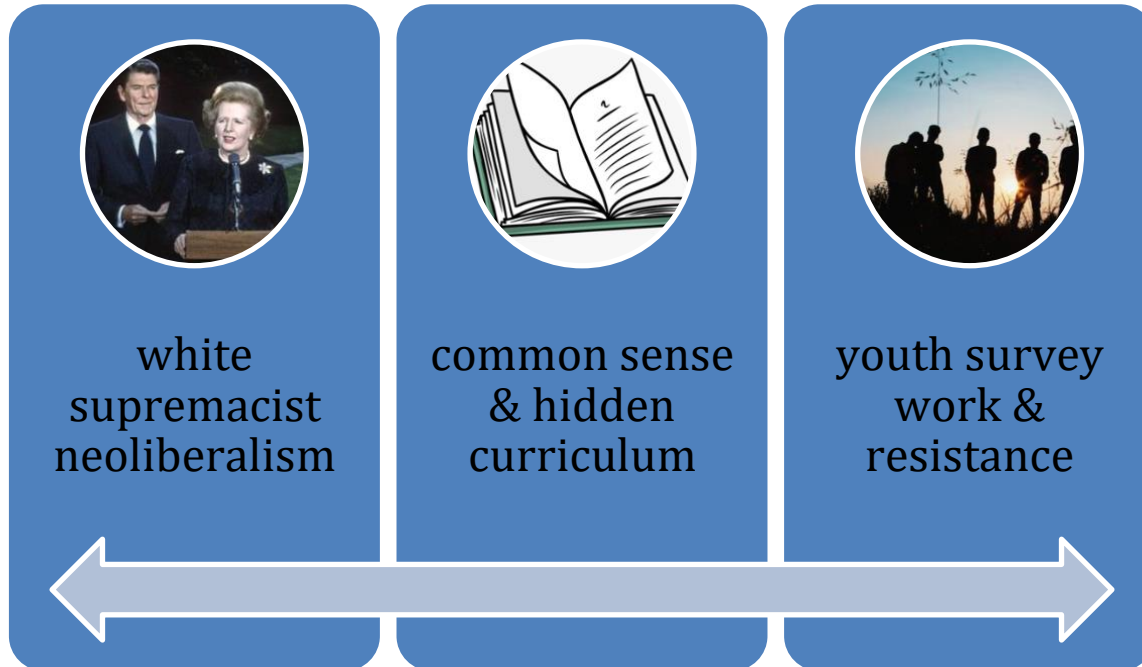 white
supremacist
neoliberalism
common sense
& hidden
curriculum
youth survey
work &
resistance